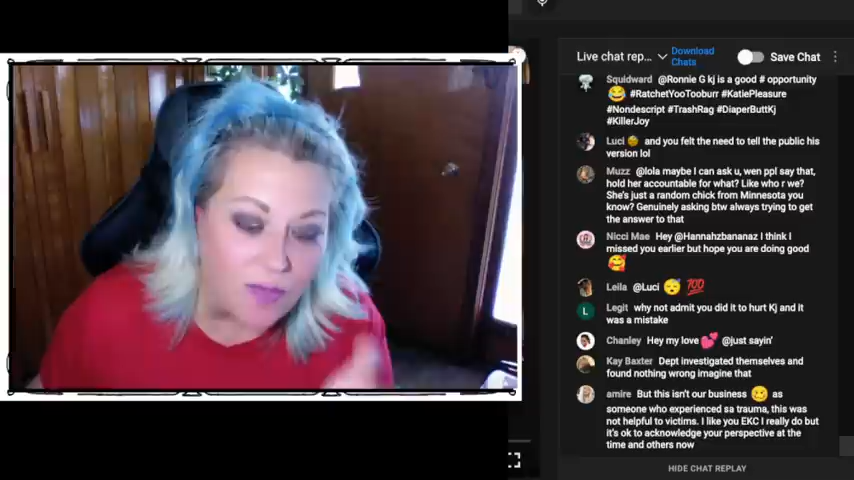 Live chat rep...
Download
Chats
Save Chat
Squidward @Ronnie G kj is a good # opportunity
😂 #RatchetYooTooburr #KatiePleasure
#Nondescript #TrashRag #DiaperButtKj
#KillerJoy
Luci and you felt the need to tell the public his
version lol
Muzz @lola maybe I can ask u, wen ppl say that,
hold her accountable for what? Like who r we?
She's just a random chick from Minnesota you
know? Genuinely asking btw always trying to get
the answer to that
Nicci Mae Hey @Hannahzbananaz I think I
missed you earlier but hope you are doing good
🥰
Leila @Luci 😴 💯
L
Legit why not admit you did it to hurt Kj and it
was a mistake
Chanley Hey my love 💕 @just sayin'
Kay Baxter Dept investigated themselves and
found nothing wrong imagine that
amire But this isn't our business 🥴 as
someone who experienced sa trauma, this was
not helpful to victims. I like you EKC I really do but
it's ok to acknowledge your perspective at the
time and others now
HIDE CHAT REPLAY